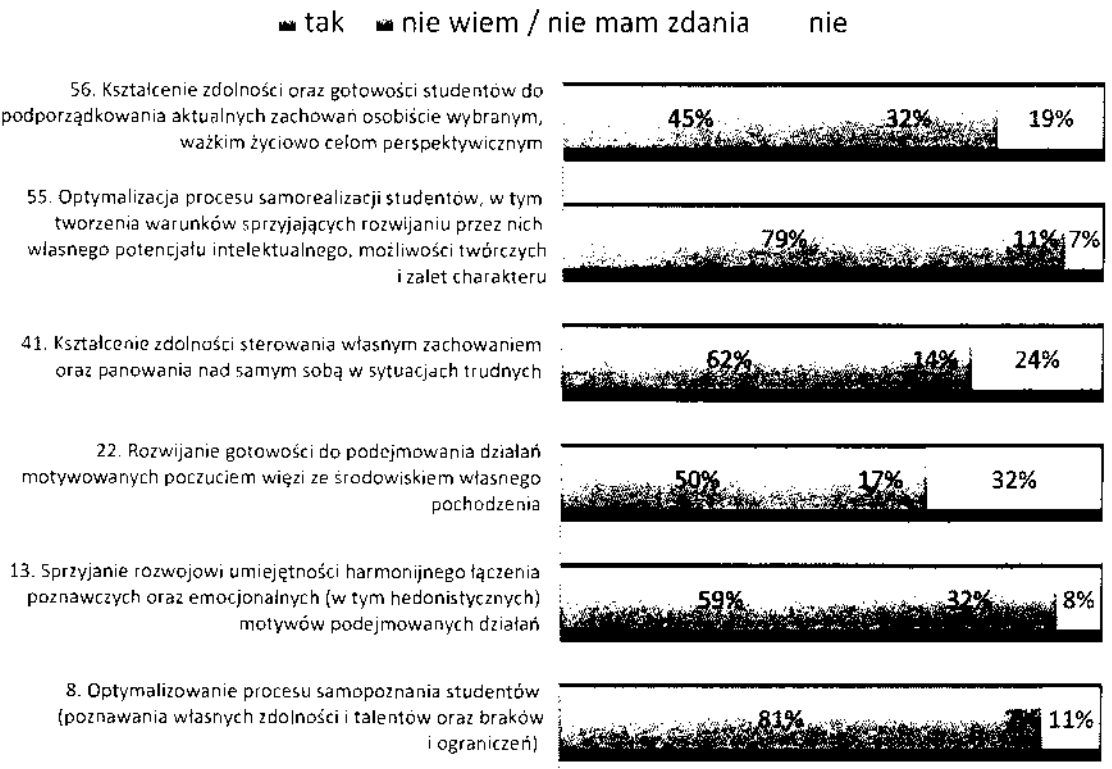 tak nie wiem / nie mam zdania nie
56. Kształcenie zdolności oraz gotowości studentów do
podporządkowania aktualnych zachowań osobiście wybranym,
ważkim życiowo celom perspektywicznym
45% 32% 19%
55. Optymalizacja procesu samorealizacji studentów, w tym
tworzenia warunków sprzyjających rozwijaniu przez nich
własnego potencjału intelektualnego, możliwości twórczych
i zalet charakteru
79% 11% 7%
41. Kształcenie zdolności sterowania własnym zachowaniem
oraz panowania nad samym sobą w sytuacjach trudnych
62% 14% 24%
22. Rozwijanie gotowości do podejmowania działań
motywowanych poczuciem więzi ze środowiskiem własnego
pochodzenia
50% 17% 32%
13. Sprzyjanie rozwojowi umiejętności harmonijnego łączenia
poznawczych oraz emocjonalnych (w tym hedonistycznych)
motywów podejmowanych działań
59% 32% 8%
8. Optymalizowanie procesu samopoznania studentów
(poznawania własnych zdolności i talentów oraz braków
i ograniczeń)
81% 11%